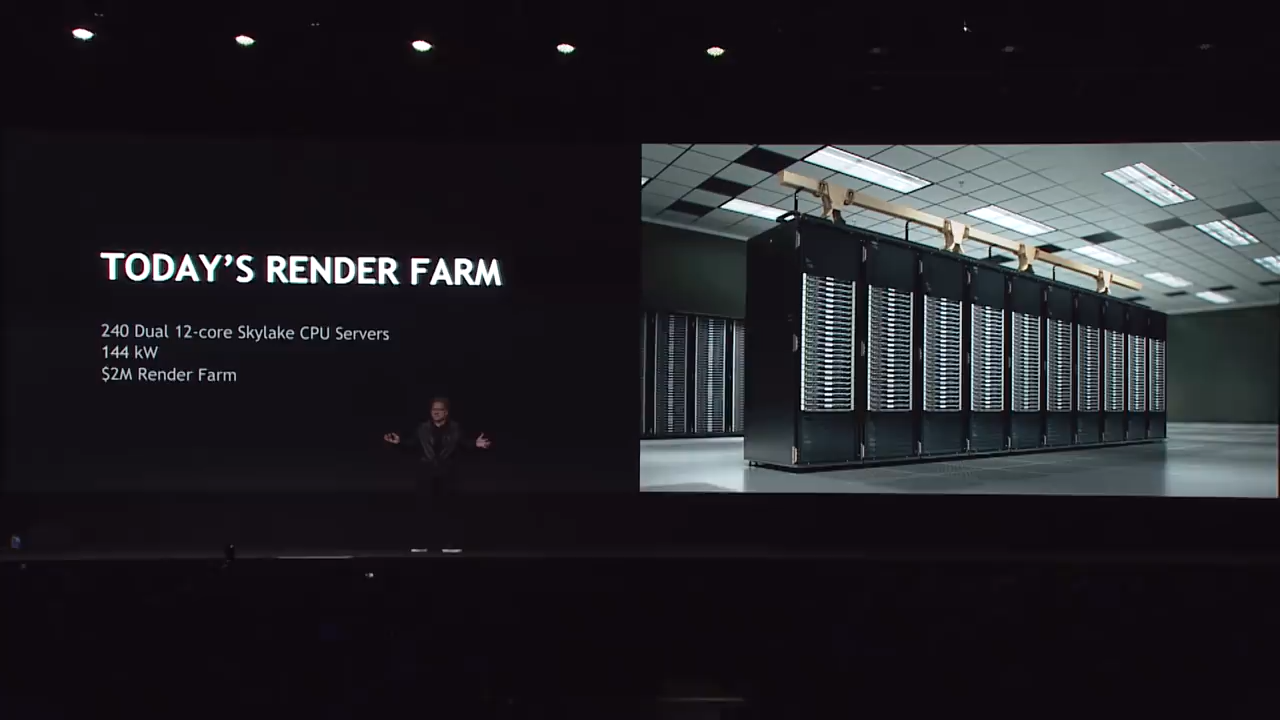 TODAY'S RENDER FARM
240 Dual 12-core Skylake CPU Servers
144 kW
$2M Render Farm